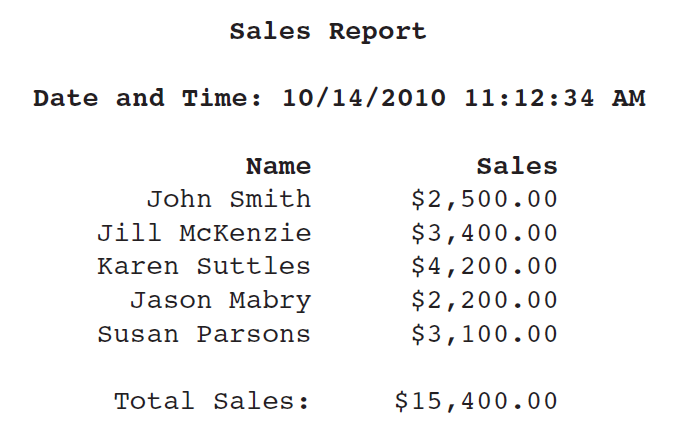 Sales Report
Date and Time: 10/14/2010 11:12:34 AM
Name Sales
John Smith $2,500.00
Jill McKenzie $3,400.00
Karen Suttles $4,200.00
Jason Mabry $2,200.00
Susan Parsons $3,100.00
Total Sales: $15,400.00